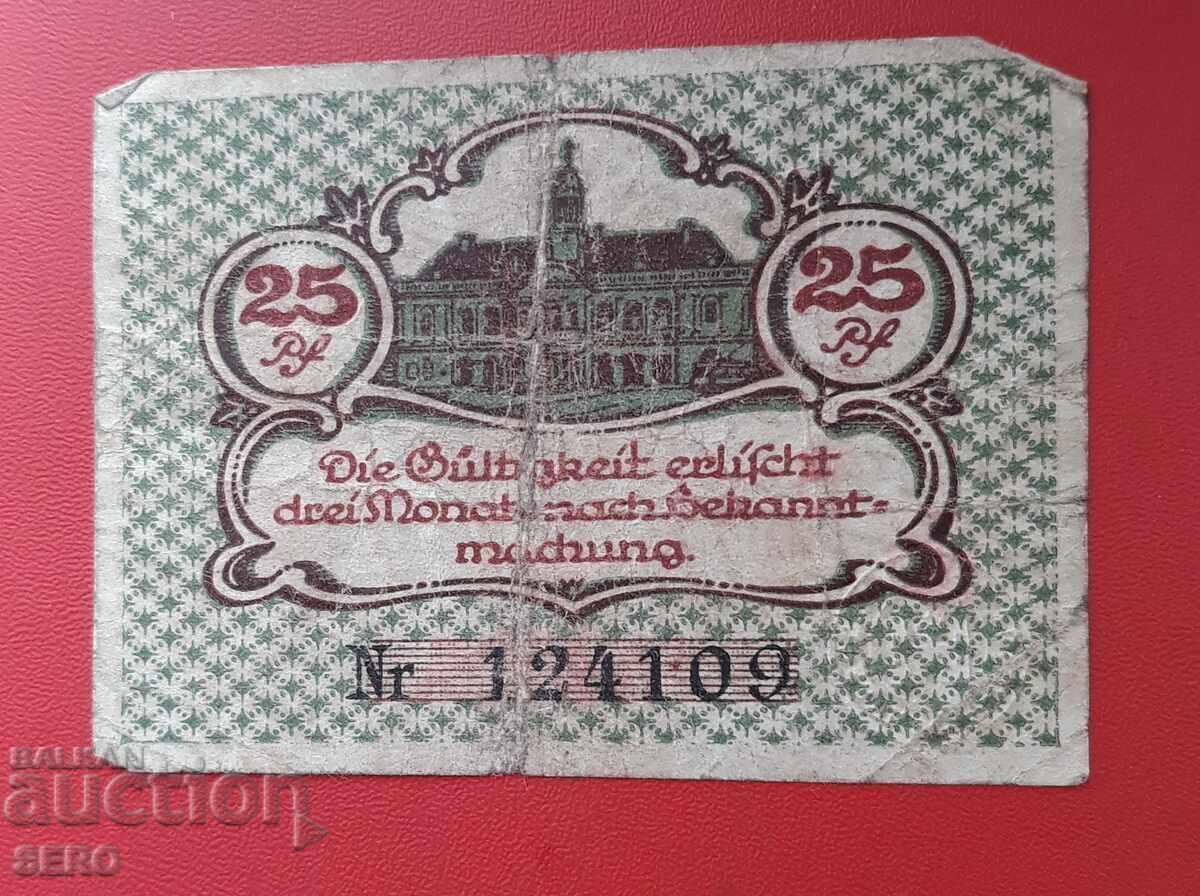 25 Pf
25 Pf
Die Gültigkeit erlischt
drei Monate nach Bekannt-
machung.
Nr 124109
BALKAN
auction
SERO